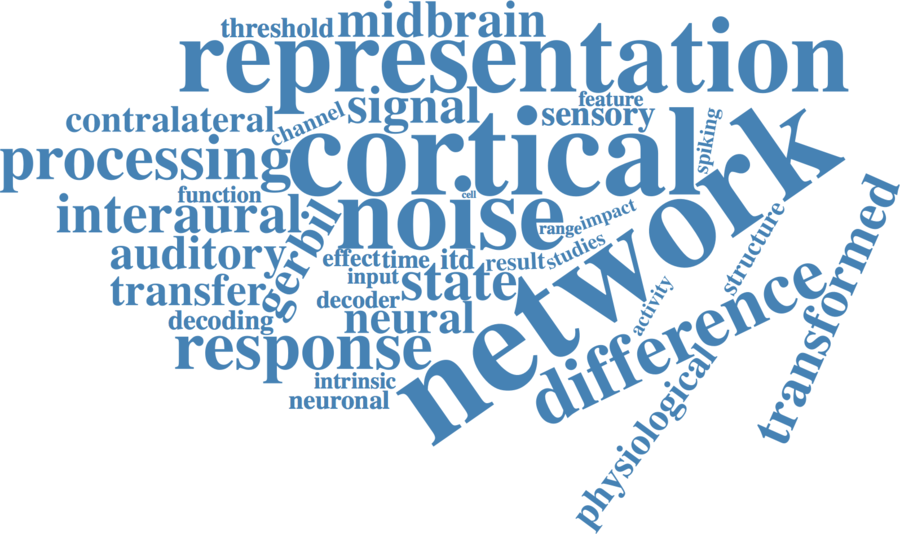 threshold
midbrain
representation
feature
signal
sensory
contralateral
channel
cortical
spiking
network
processing
function
cell
interaural
noise
range
impact
gerbil
auditory
effect
time
itd
result
studies
structure
transformed
input
state
transfer
decoder
activity
difference
decoding
neural
response
physiological
intrinsic
neuronal